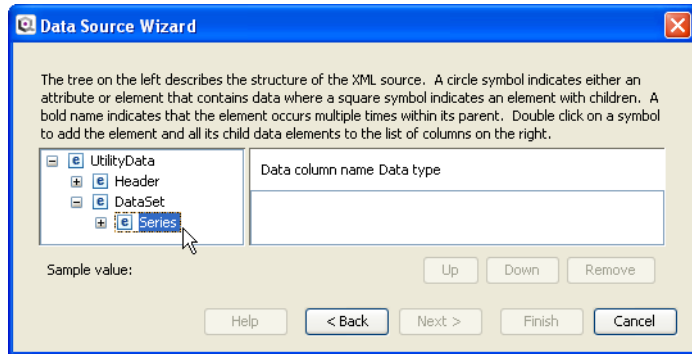 Data Source Wizard
The tree on the left describes the structure of the XML source. A circle symbol indicates either an
attribute or element that contains data where a square symbol indicates an element with children. A
bold name indicates that the element occurs multiple times within its parent. Double click on a symbol
to add the element and all its child data elements to the list of columns on the right.
UtilityData
Header
DataSet
Series
Data column name Data type
Sample value:
Up Down Remove
Help < Back Next > Finish Cancel